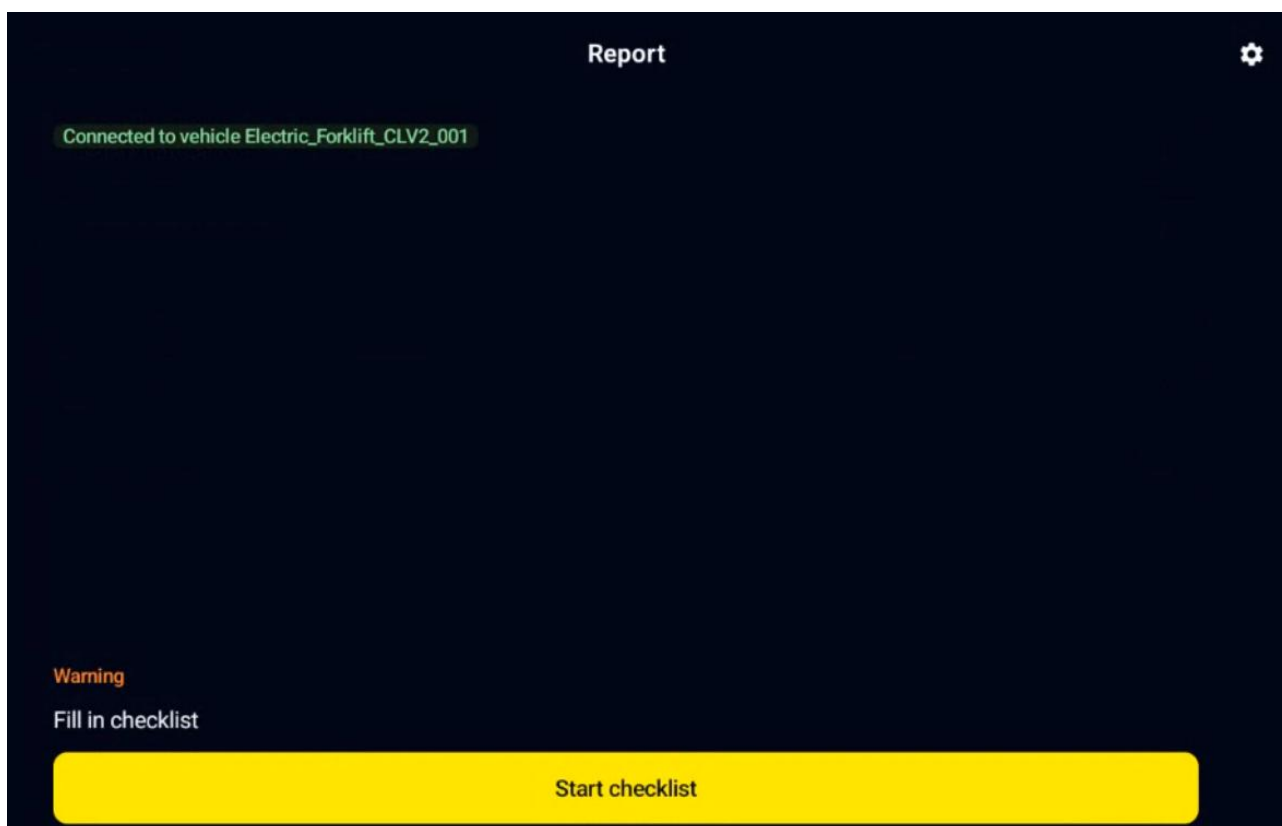 Report
Connected to vehicle Electric_Forklift_CLV2_001
Warning
Fill in checklist
Start checklist